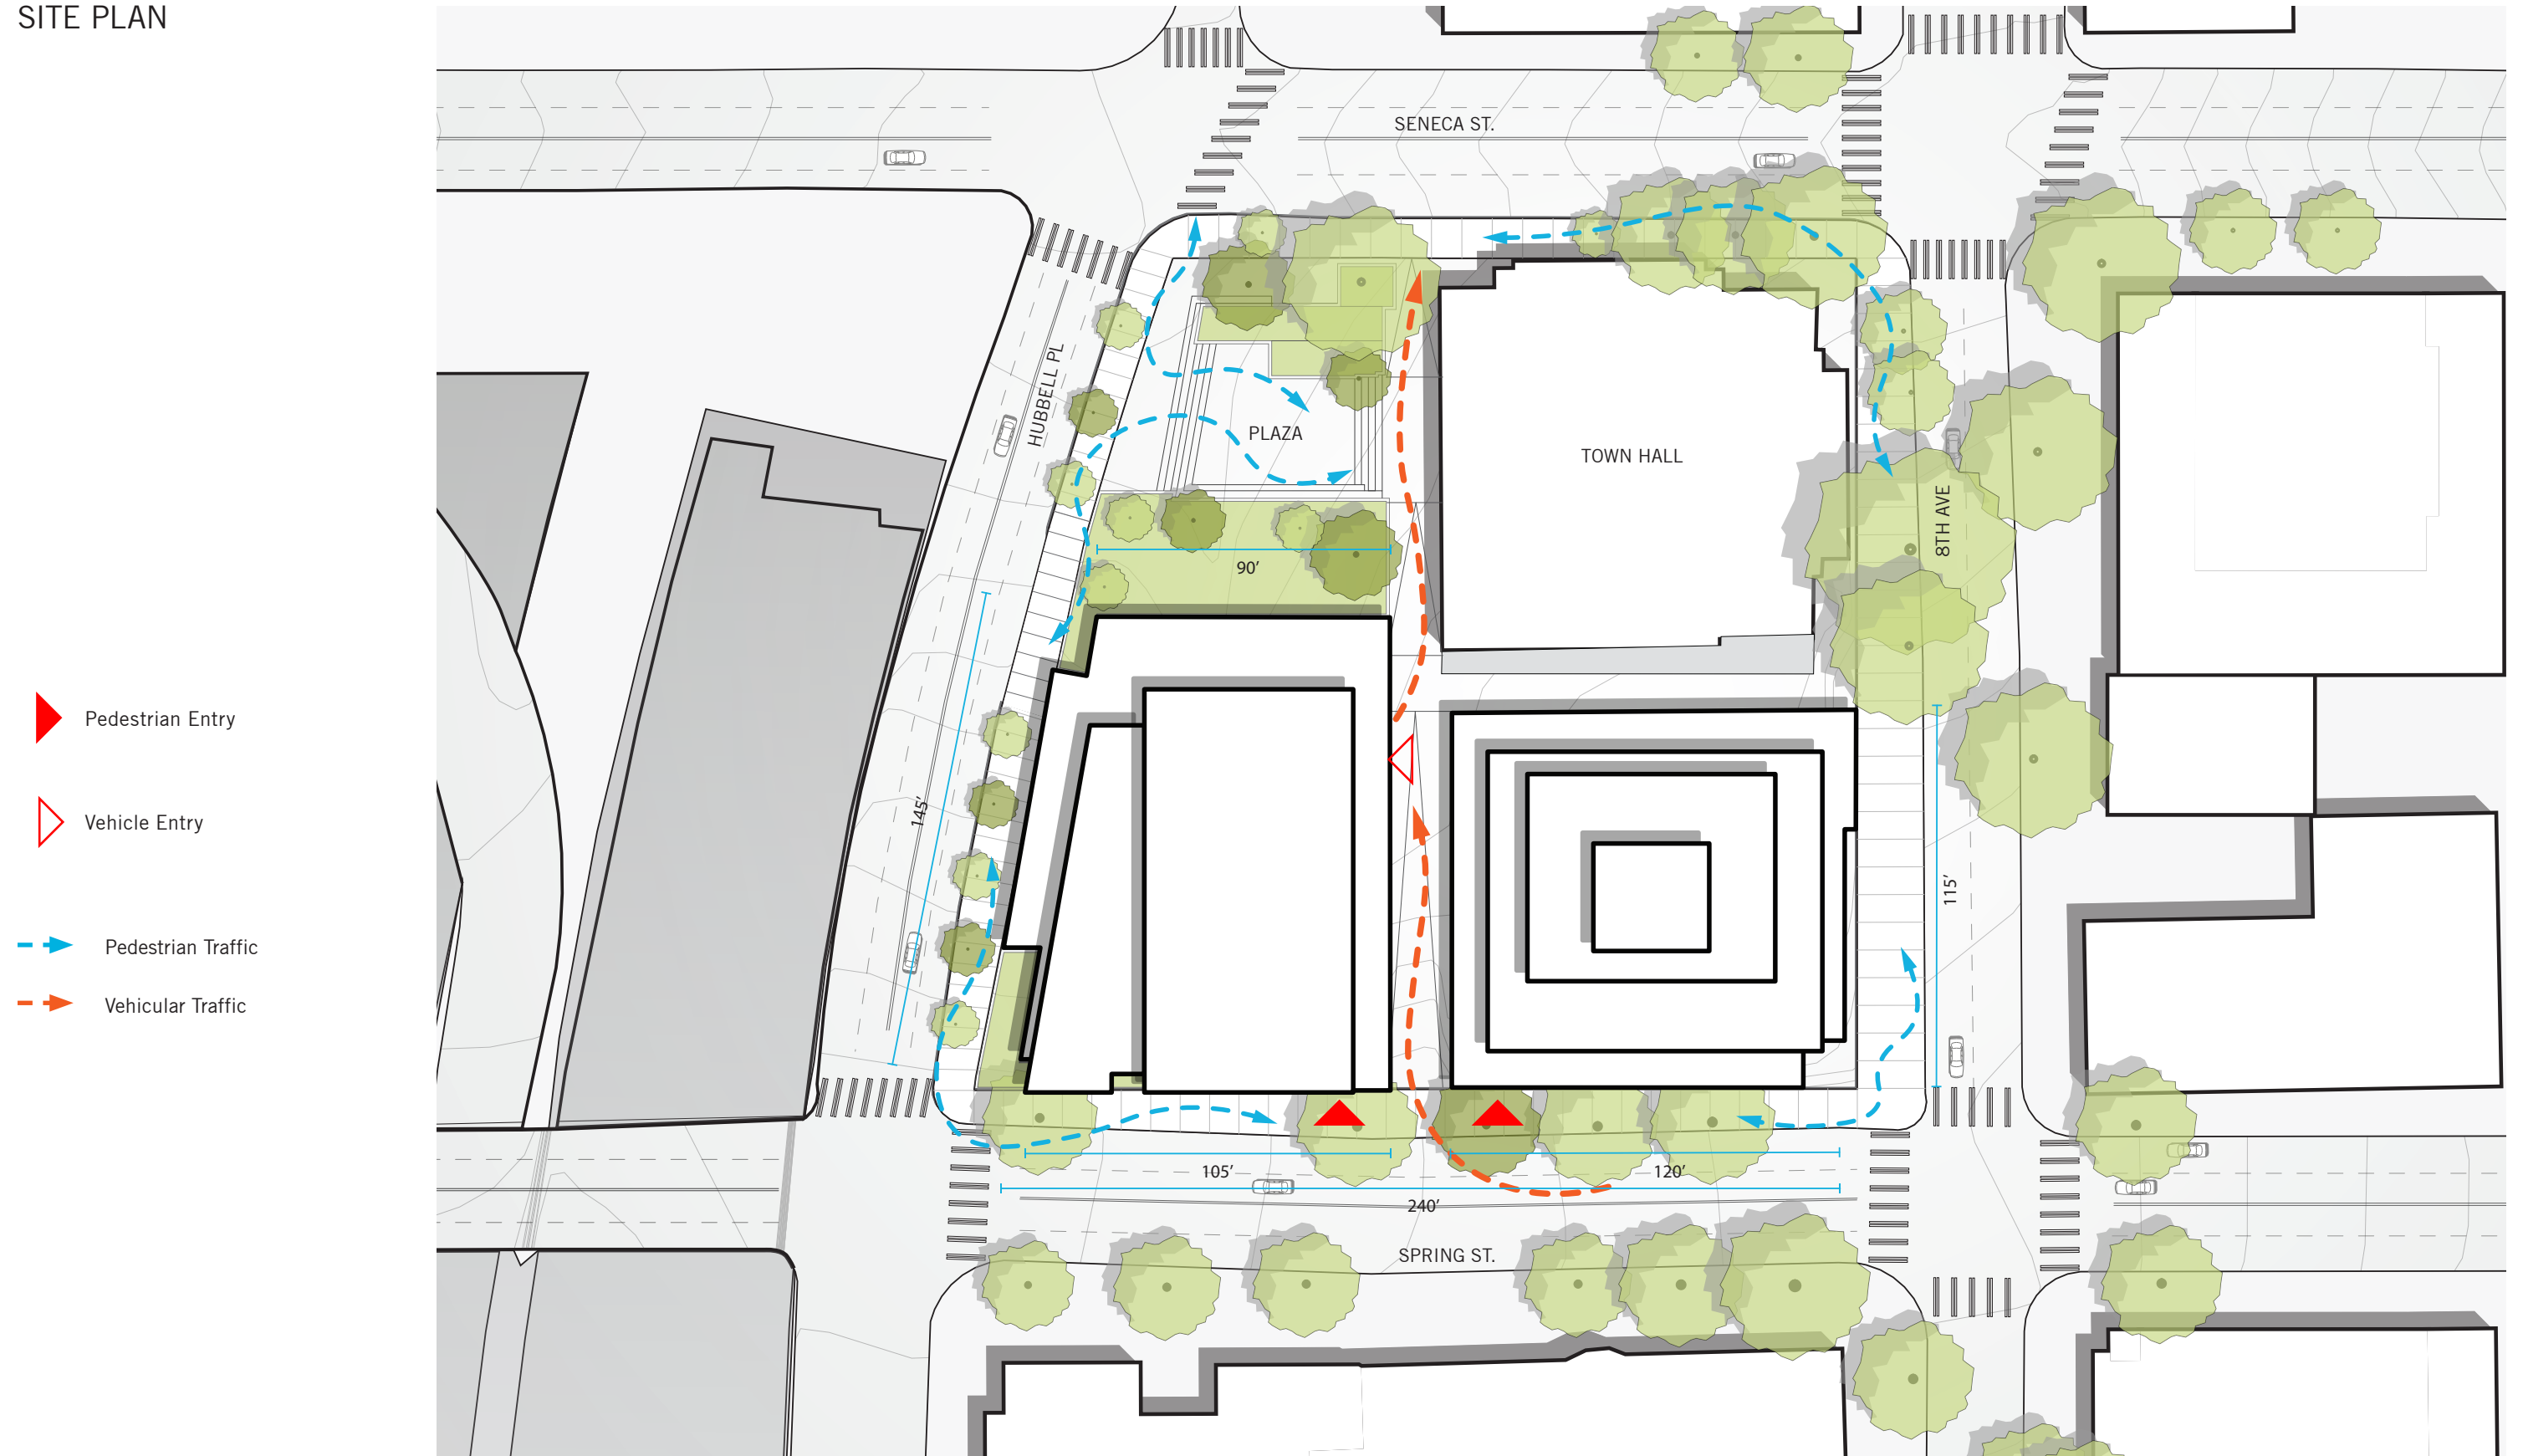 SITE PLAN
SENECA ST.
HUBBELL PL
PLAZA
TOWN HALL
8TH AVE
90’
Pedestrian Entry
Vehicle Entry
145’
115’
Pedestrian Traffic
Vehicular Traffic
105’
120’
240’
SPRING ST.